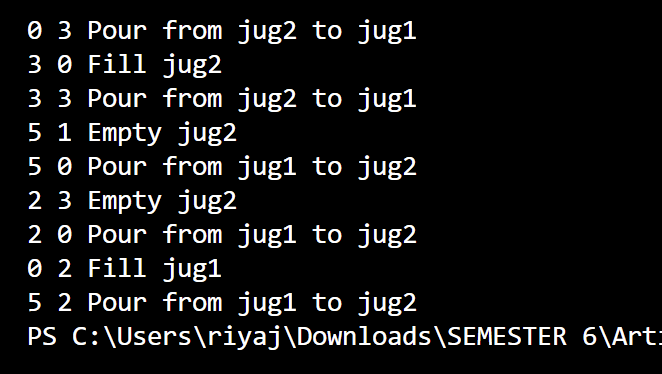 0 3 Pour from jug2 to jug1
3 0 Fill jug2
3 3 Pour from jug2 to jug1
5 1 Empty jug2
5 0 Pour from jug1 to jug2
2 3 Empty jug2
2 0 Pour from jug1 to jug2
0 2 Fill jug1
5 2 Pour from jug1 to jug2
PS C:\Users\riyaj\Downloads\SEMESTER 6\Arti